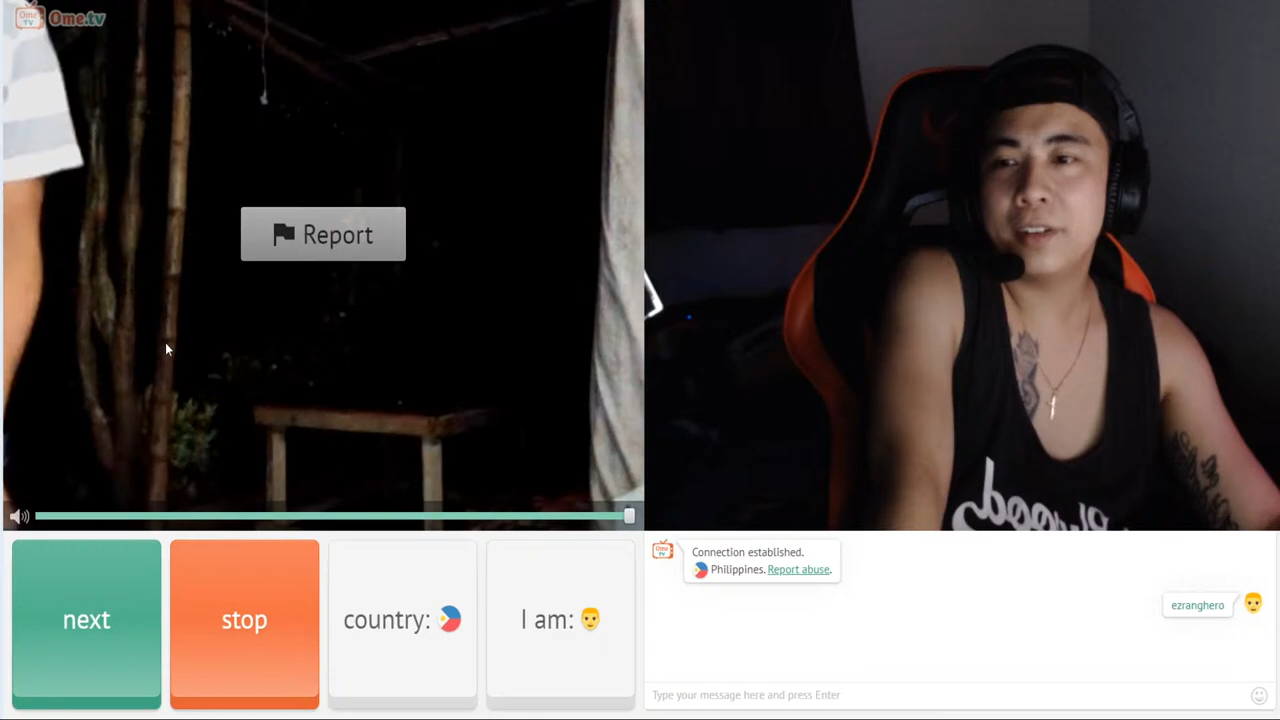 Ome.tv
Report
next
stop
country:
I am:
Connection established.
Philippines. Report abuse.
ezranghero
Type your message here and press Enter